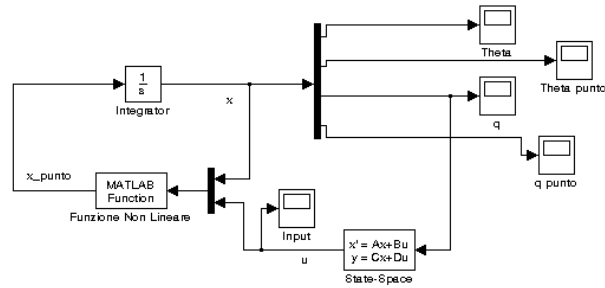 Theta
Theta punto
1
s
Integrator
x
q
q punto
x_punto
MATLAB
Function
Funzione Non Lineare
Input
u
x' = Ax+Bu
y = Cx+Du
State-Space